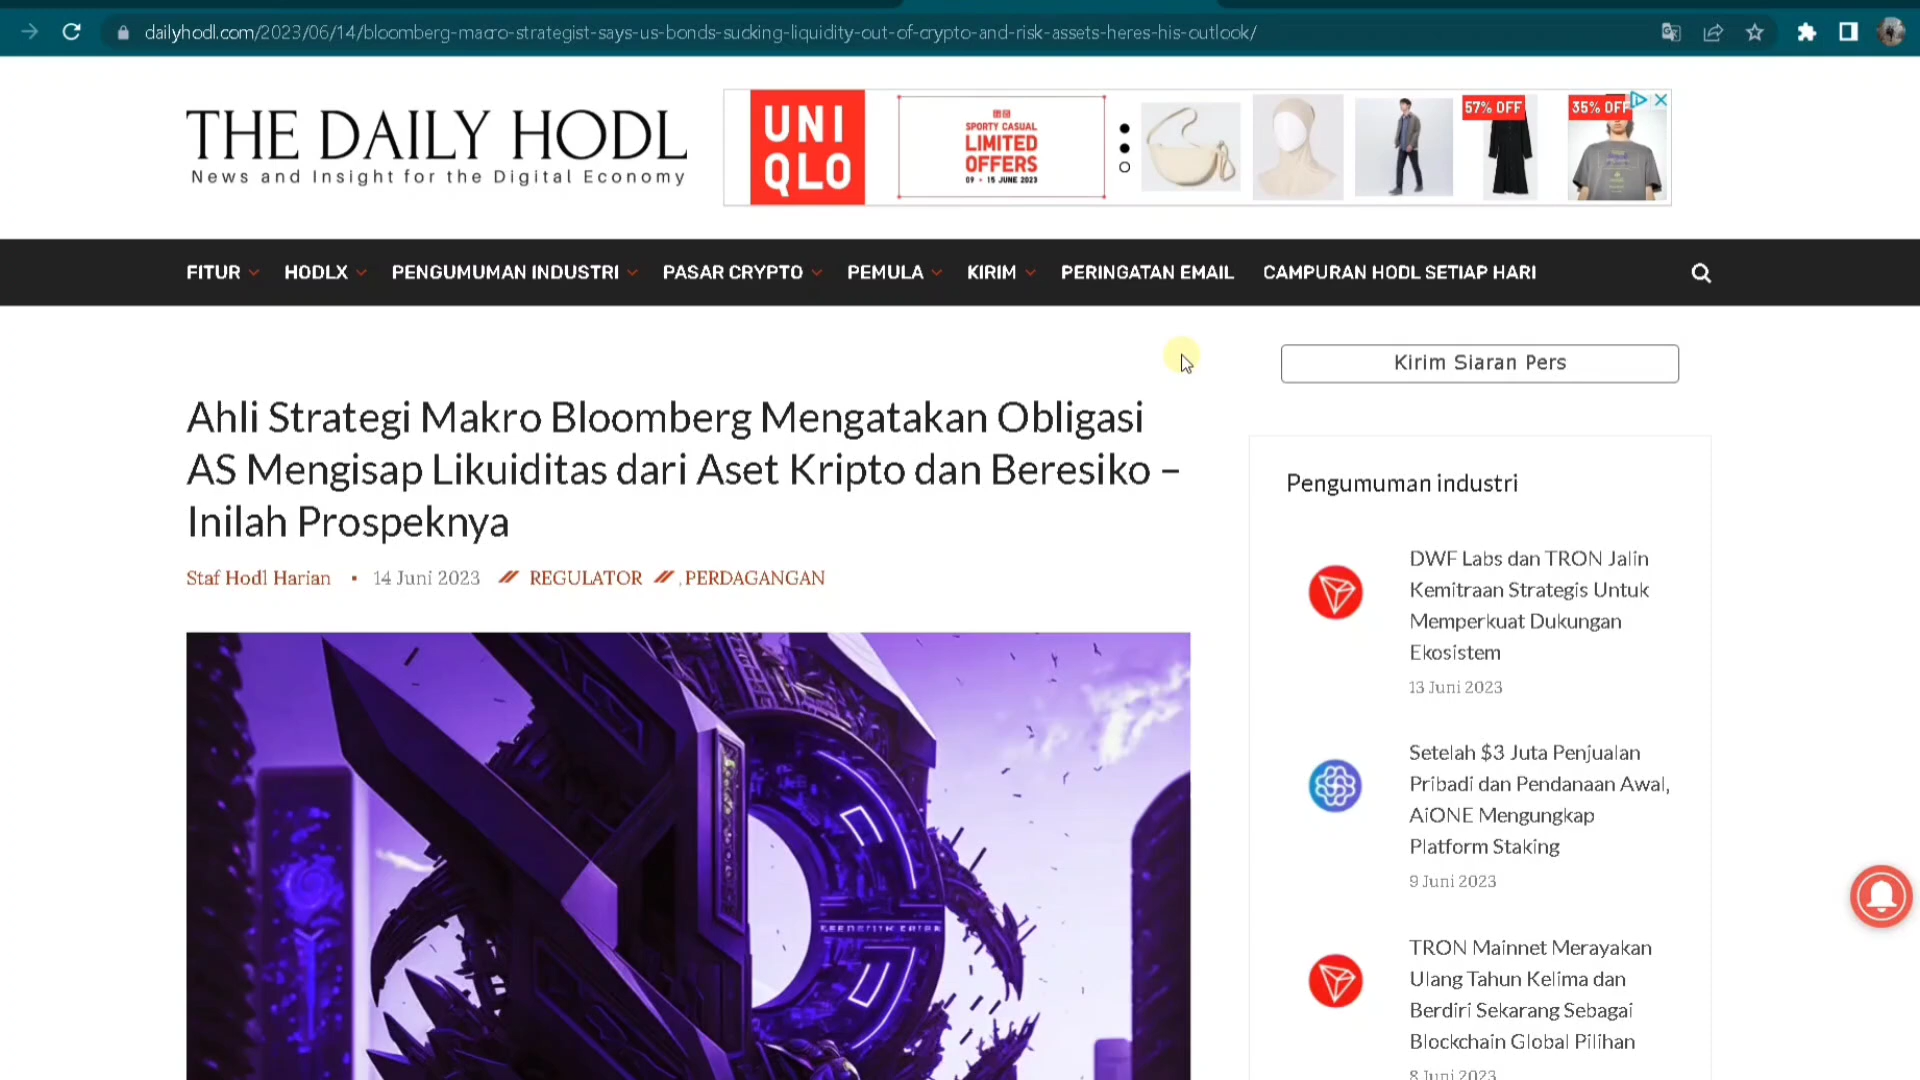 dailyhodl.com/2023/06/14/bloomberg-macro-strategist-says-us-bonds-sucking-liquidity-out-of-crypto-and-risk-assets-heres-his-outlook/
THE DAILY HODL
News and Insight for the Digital Economy
UNI
QLO
SPORTY CASUAL
LIMITED
OFFERS
09 - 15 JUNE 2023
57% OFF
35% OFF
FITUR
HODLX
PENGUMUMAN INDUSTRI
PASAR CRYPTO
PEMULA
KIRIM
PERINGATAN EMAIL
CAMPURAN HODL SETIAP HARI
Ahli Strategi Makro Bloomberg Mengatakan Obligasi
AS Mengisap Likuiditas dari Aset Kripto dan Beresiko –
Inilah Prospeknya
Staf Hodl Harian ▪ 14 Juni 2023 // REGULATOR // , PERDAGANGAN
Kirim Siaran Pers
Pengumuman industri
DWF Labs dan TRON Jalin
Kemitraan Strategis Untuk
Memperkuat Dukungan
Ekosistem
13 Juni 2023
Setelah $3 Juta Penjualan
Pribadi dan Pendanaan Awal,
AiONE Mengungkap
Platform Staking
9 Juni 2023
TRON Mainnet Merayakan
Ulang Tahun Kelima dan
Berdiri Sekarang Sebagai
Blockchain Global Pilihan
8 Juni 2023